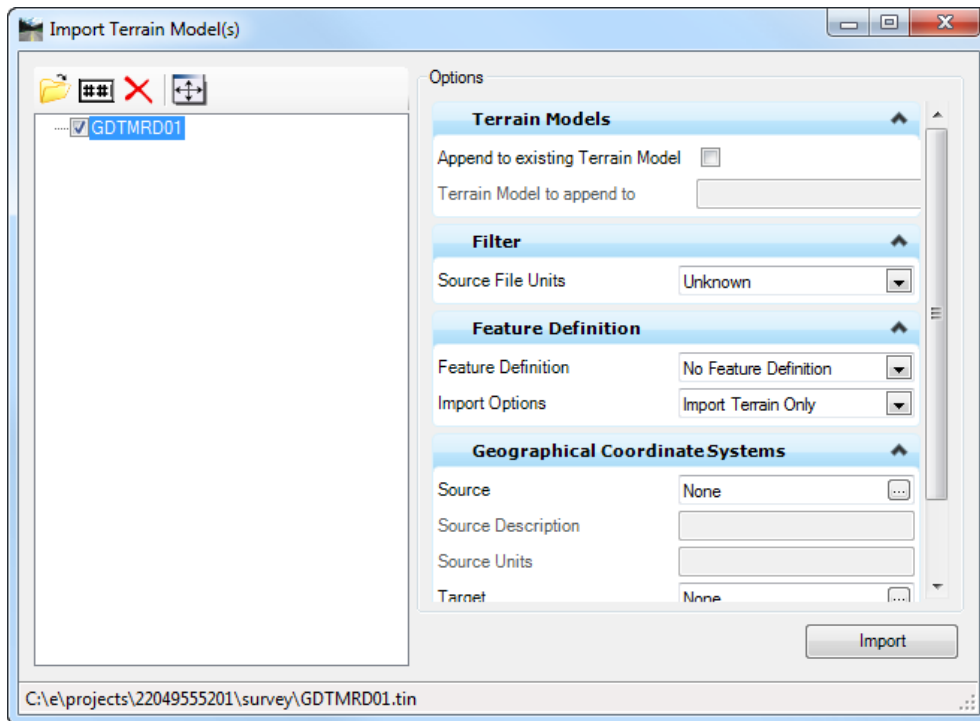 Import Terrain Model(s)
##
GDTMRD01
Options
Terrain Models
Append to existing Terrain Model
Terrain Model to append to
Filter
Source File Units Unknown
Feature Definition
Feature Definition No Feature Definition
Import Options Import Terrain Only
Geographical Coordinate Systems
Source None ...
Source Description
Source Units
Target None ...
Import
C:\e\projects\22049555201\survey\GDTMRD01.tin